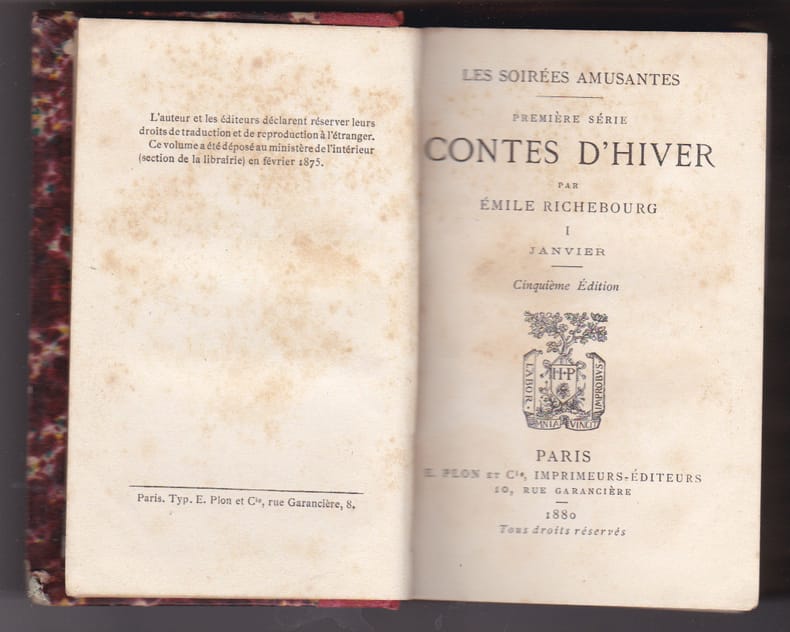 L'auteur et les éditeurs déclarent réserver leurs
droits de traduction et de reproduction à l'étranger.
Ce volume a été déposé au ministère de l'intérieur
(section de la librairie) en février 1875.
Paris. Typ. E. Plon et Cie, rue Garancière, 8.
LES SOIRÉES AMUSANTES
PREMIÈRE SÉRIE
CONTES D'HIVER
PAR
ÉMILE RICHEBOURG
I
JANVIER
Cinquième Édition
H·P
LABOR·
OMNIA VINCIT
IMPROBVS·
PARIS
E. PLON ET Cie, IMPRIMEURS-ÉDITEURS
10, RUE GARANCIÈRE
1880
Tous droits réservés